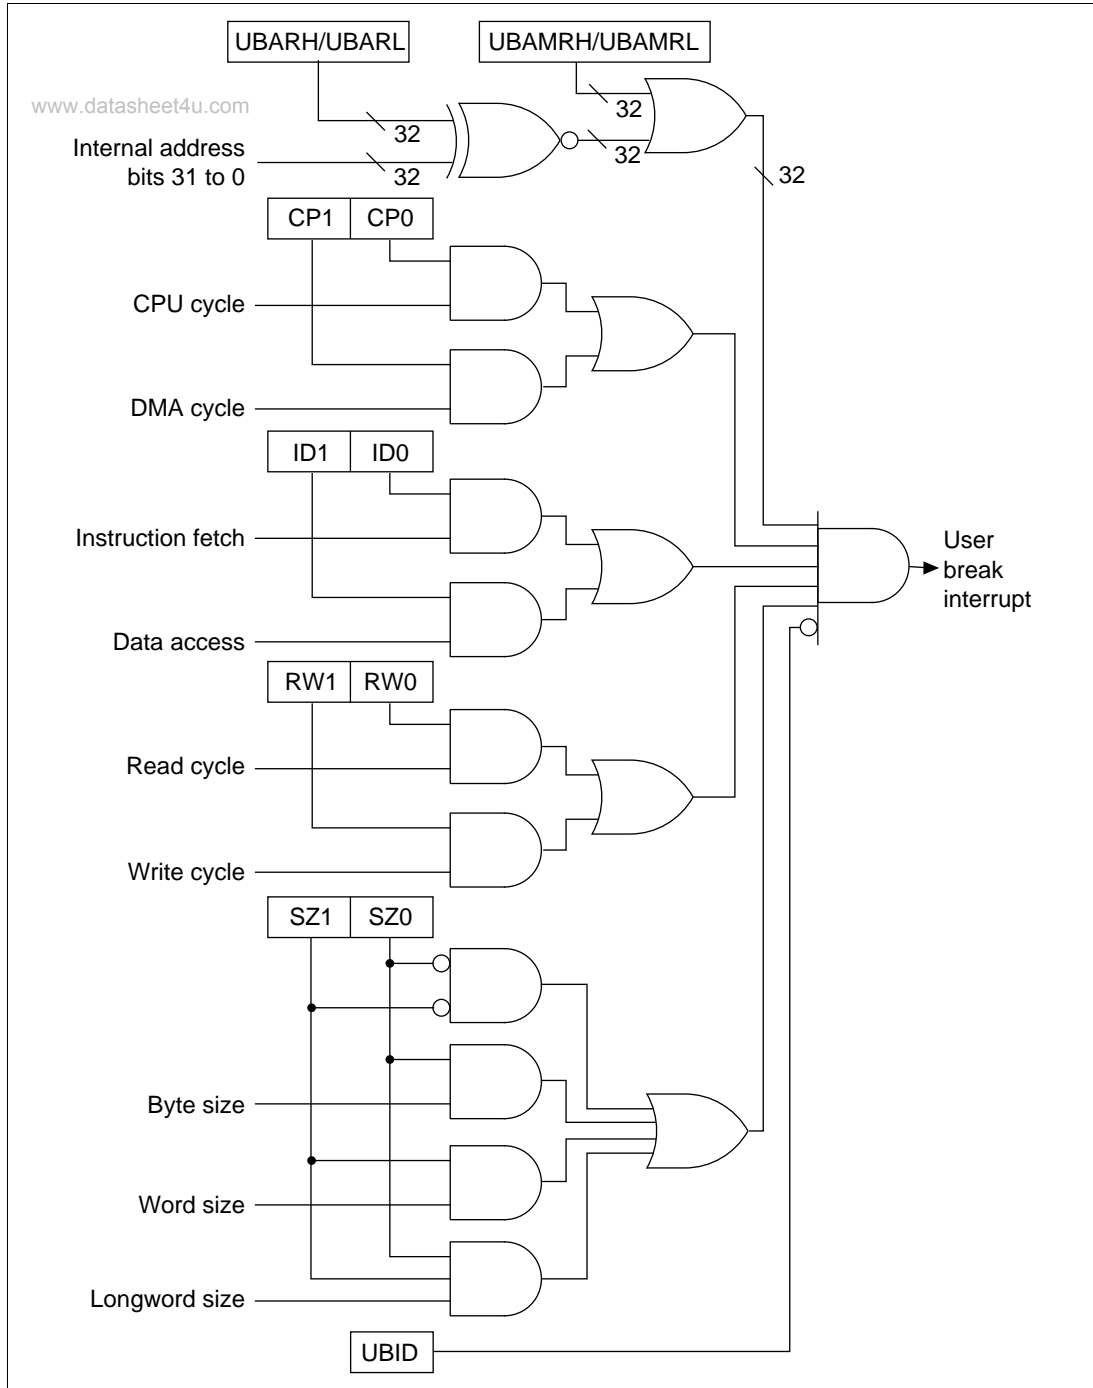 UBARH/UBARL
UBAMRH/UBAMRL
www.datasheet4u.com
32
32
Internal address
bits 31 to 0
32
32
32
CP1 CP0
CPU cycle
DMA cycle
ID1 ID0
Instruction fetch
Data access
User
break
interrupt
RW1 RW0
Read cycle
Write cycle
SZ1 SZ0
Byte size
Word size
Longword size
UBID